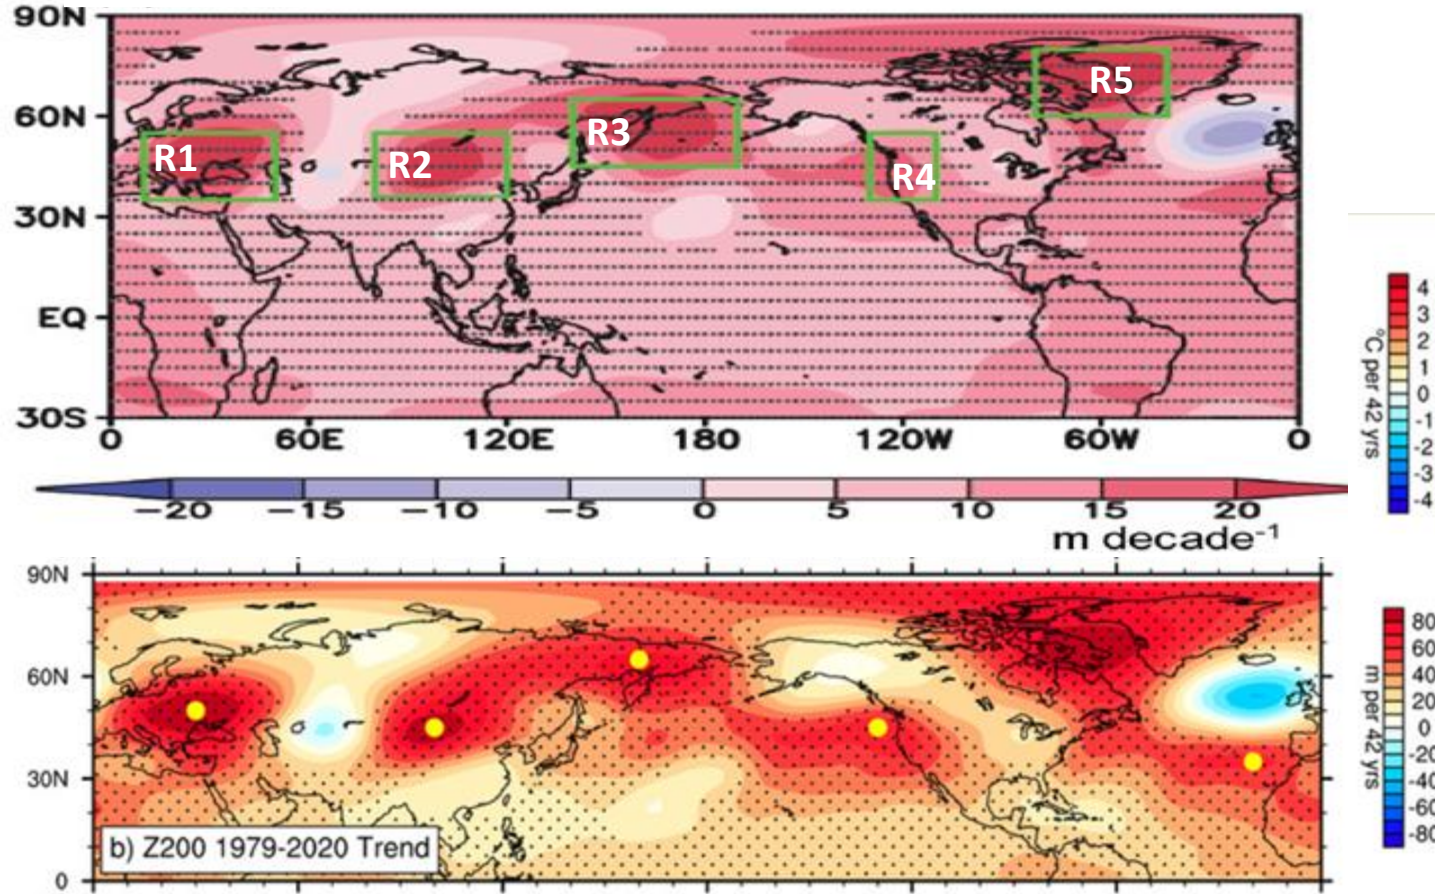 90N
60N
30N
EQ
30S
R1
R2
R3
R4
R5
0 60E 120E 180 120W 60W 0
−20 −15 −10 −5 0 5 10 15 20
m decade-1
4
3
2
1
0
-1
-2
-3
-4
°C per 42 yrs
90N
60N
30N
0
b) Z200 1979-2020 Trend
80
60
40
20
0
-20
-40
-60
-80
m per 42 yrs